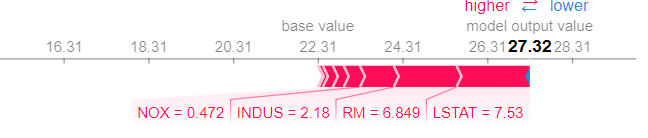 higher ⇄ lower
base value model output value
16.31 18.31 20.31 22.31 24.31 26.31 27.32 28.31
NOX = 0.472 INDUS = 2.18 RM = 6.849 LSTAT = 7.53